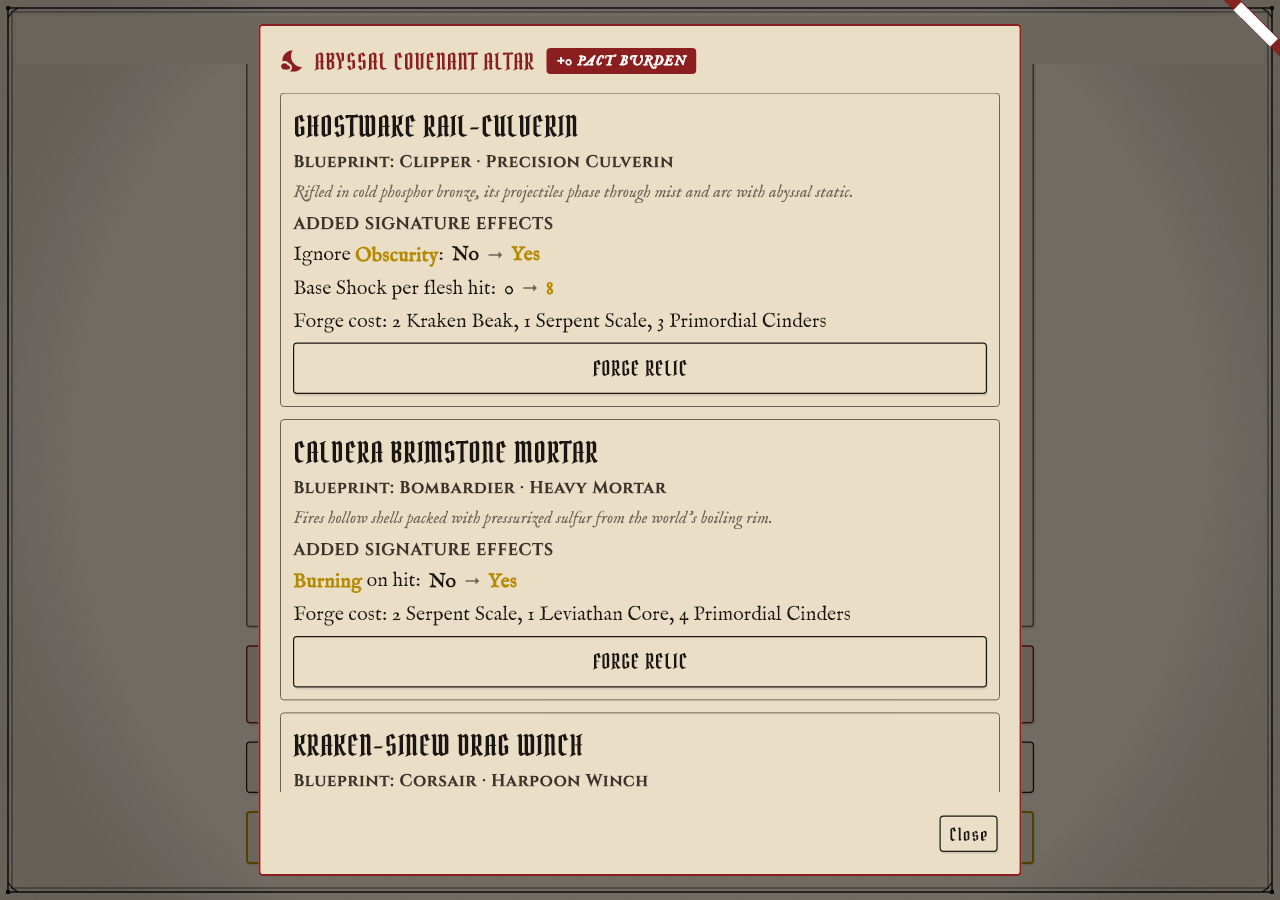 ABYSSAL COVENANT ALTAR
+0 PACT BURDEN
GHOSTWAKE RAIL-CULVERIN
BLUEPRINT: CLIPPER · PRECISION CULVERIN
Rifled in cold phosphor bronze, its projectiles phase through mist and arc with abyssal static.
ADDED SIGNATURE EFFECTS
Ignore Obscurity: No → Yes
Base Shock per flesh hit: 0 → 8
Forge cost: 2 Kraken Beak, 1 Serpent Scale, 3 Primordial Cinders
FORGE RELIC
CALDERA BRIMSTONE MORTAR
BLUEPRINT: BOMBARDIER · HEAVY MORTAR
Fires hollow shells packed with pressurized sulfur from the world's boiling rim.
ADDED SIGNATURE EFFECTS
Burning on hit: No → Yes
Forge cost: 2 Serpent Scale, 1 Leviathan Core, 4 Primordial Cinders
FORGE RELIC
KRAKEN-SINEW DRAG WINCH
BLUEPRINT: CORSAIR · HARPOON WINCH
Close